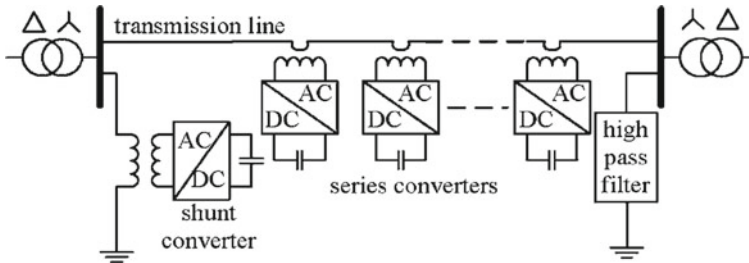 transmission line
AC
DC
AC
DC
AC
DC
AC
DC
series converters
shunt
converter
high
pass
filter